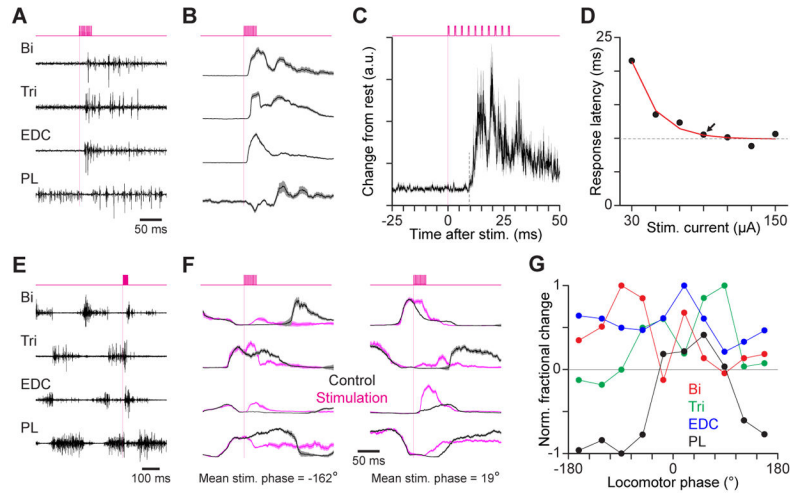 A
Bi
Tri
EDC
PL
50 ms
B
C
Change from rest (a.u.)
-25 0 25 50
Time after stim. (ms)
D
Response latency (ms)
25
15
30 150
Stim. current (µA)
E
Bi
Tri
EDC
PL
100 ms
F
Control
Stimulation
50 ms
Mean stim. phase = -162°
Mean stim. phase = 19°
G
Norm. fractional change
1
0
-1
Bi
Tri
EDC
PL
-180 0 180
Locomotor phase (°)